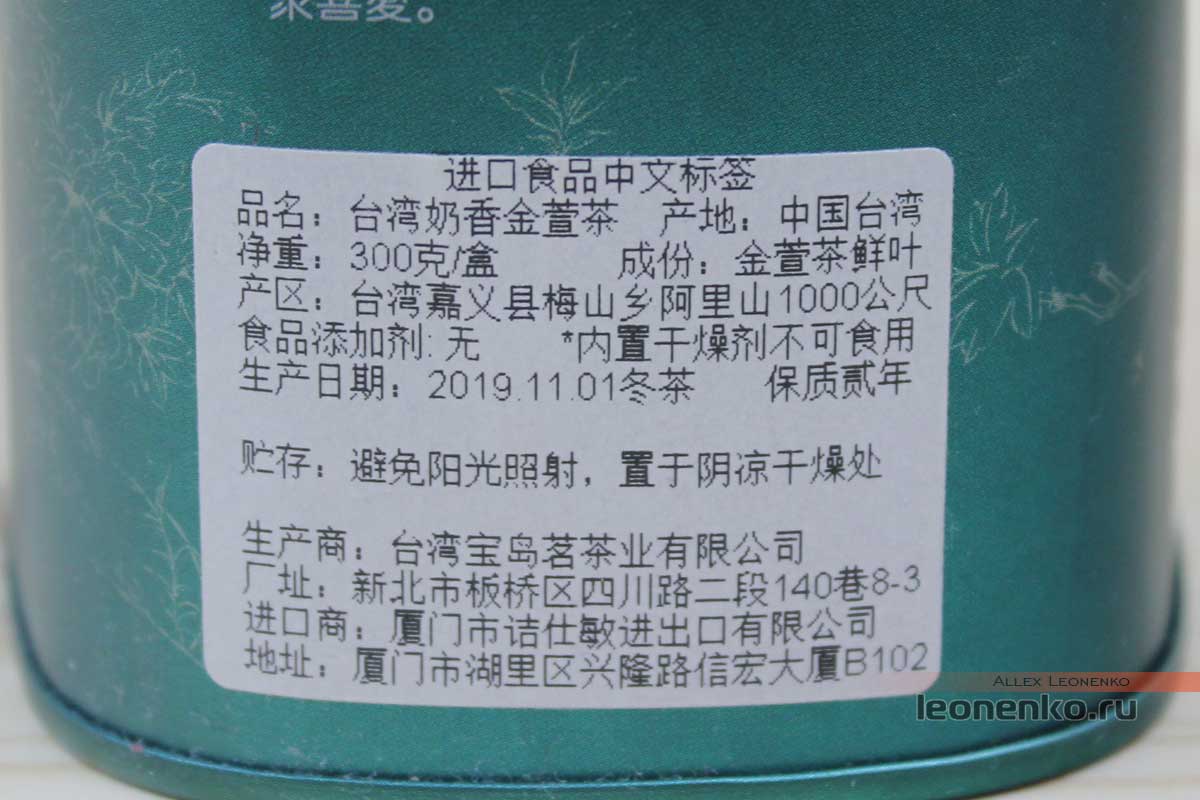 众喜爱。
进口食品中文标签
品名：台湾奶香金萱茶 产地：中国台湾
净重：300克/盒 成份：金萱茶鲜叶
产区：台湾嘉义县梅山乡阿里山1000公尺
食品添加剂:无 *内置干燥剂不可食用
生产日期：2019.11.01冬茶 保质贰年
贮存：避免阳光照射，置于阴凉干燥处
生产商：台湾宝岛茗茶业有限公司
厂址：新北市板桥区四川路二段140巷8-3
进口商：厦门市诘仕敏进出口有限公司
地址：厦门市湖里区兴隆路信宏大厦B102
ALLEX LEONENKO
leonenko.ru